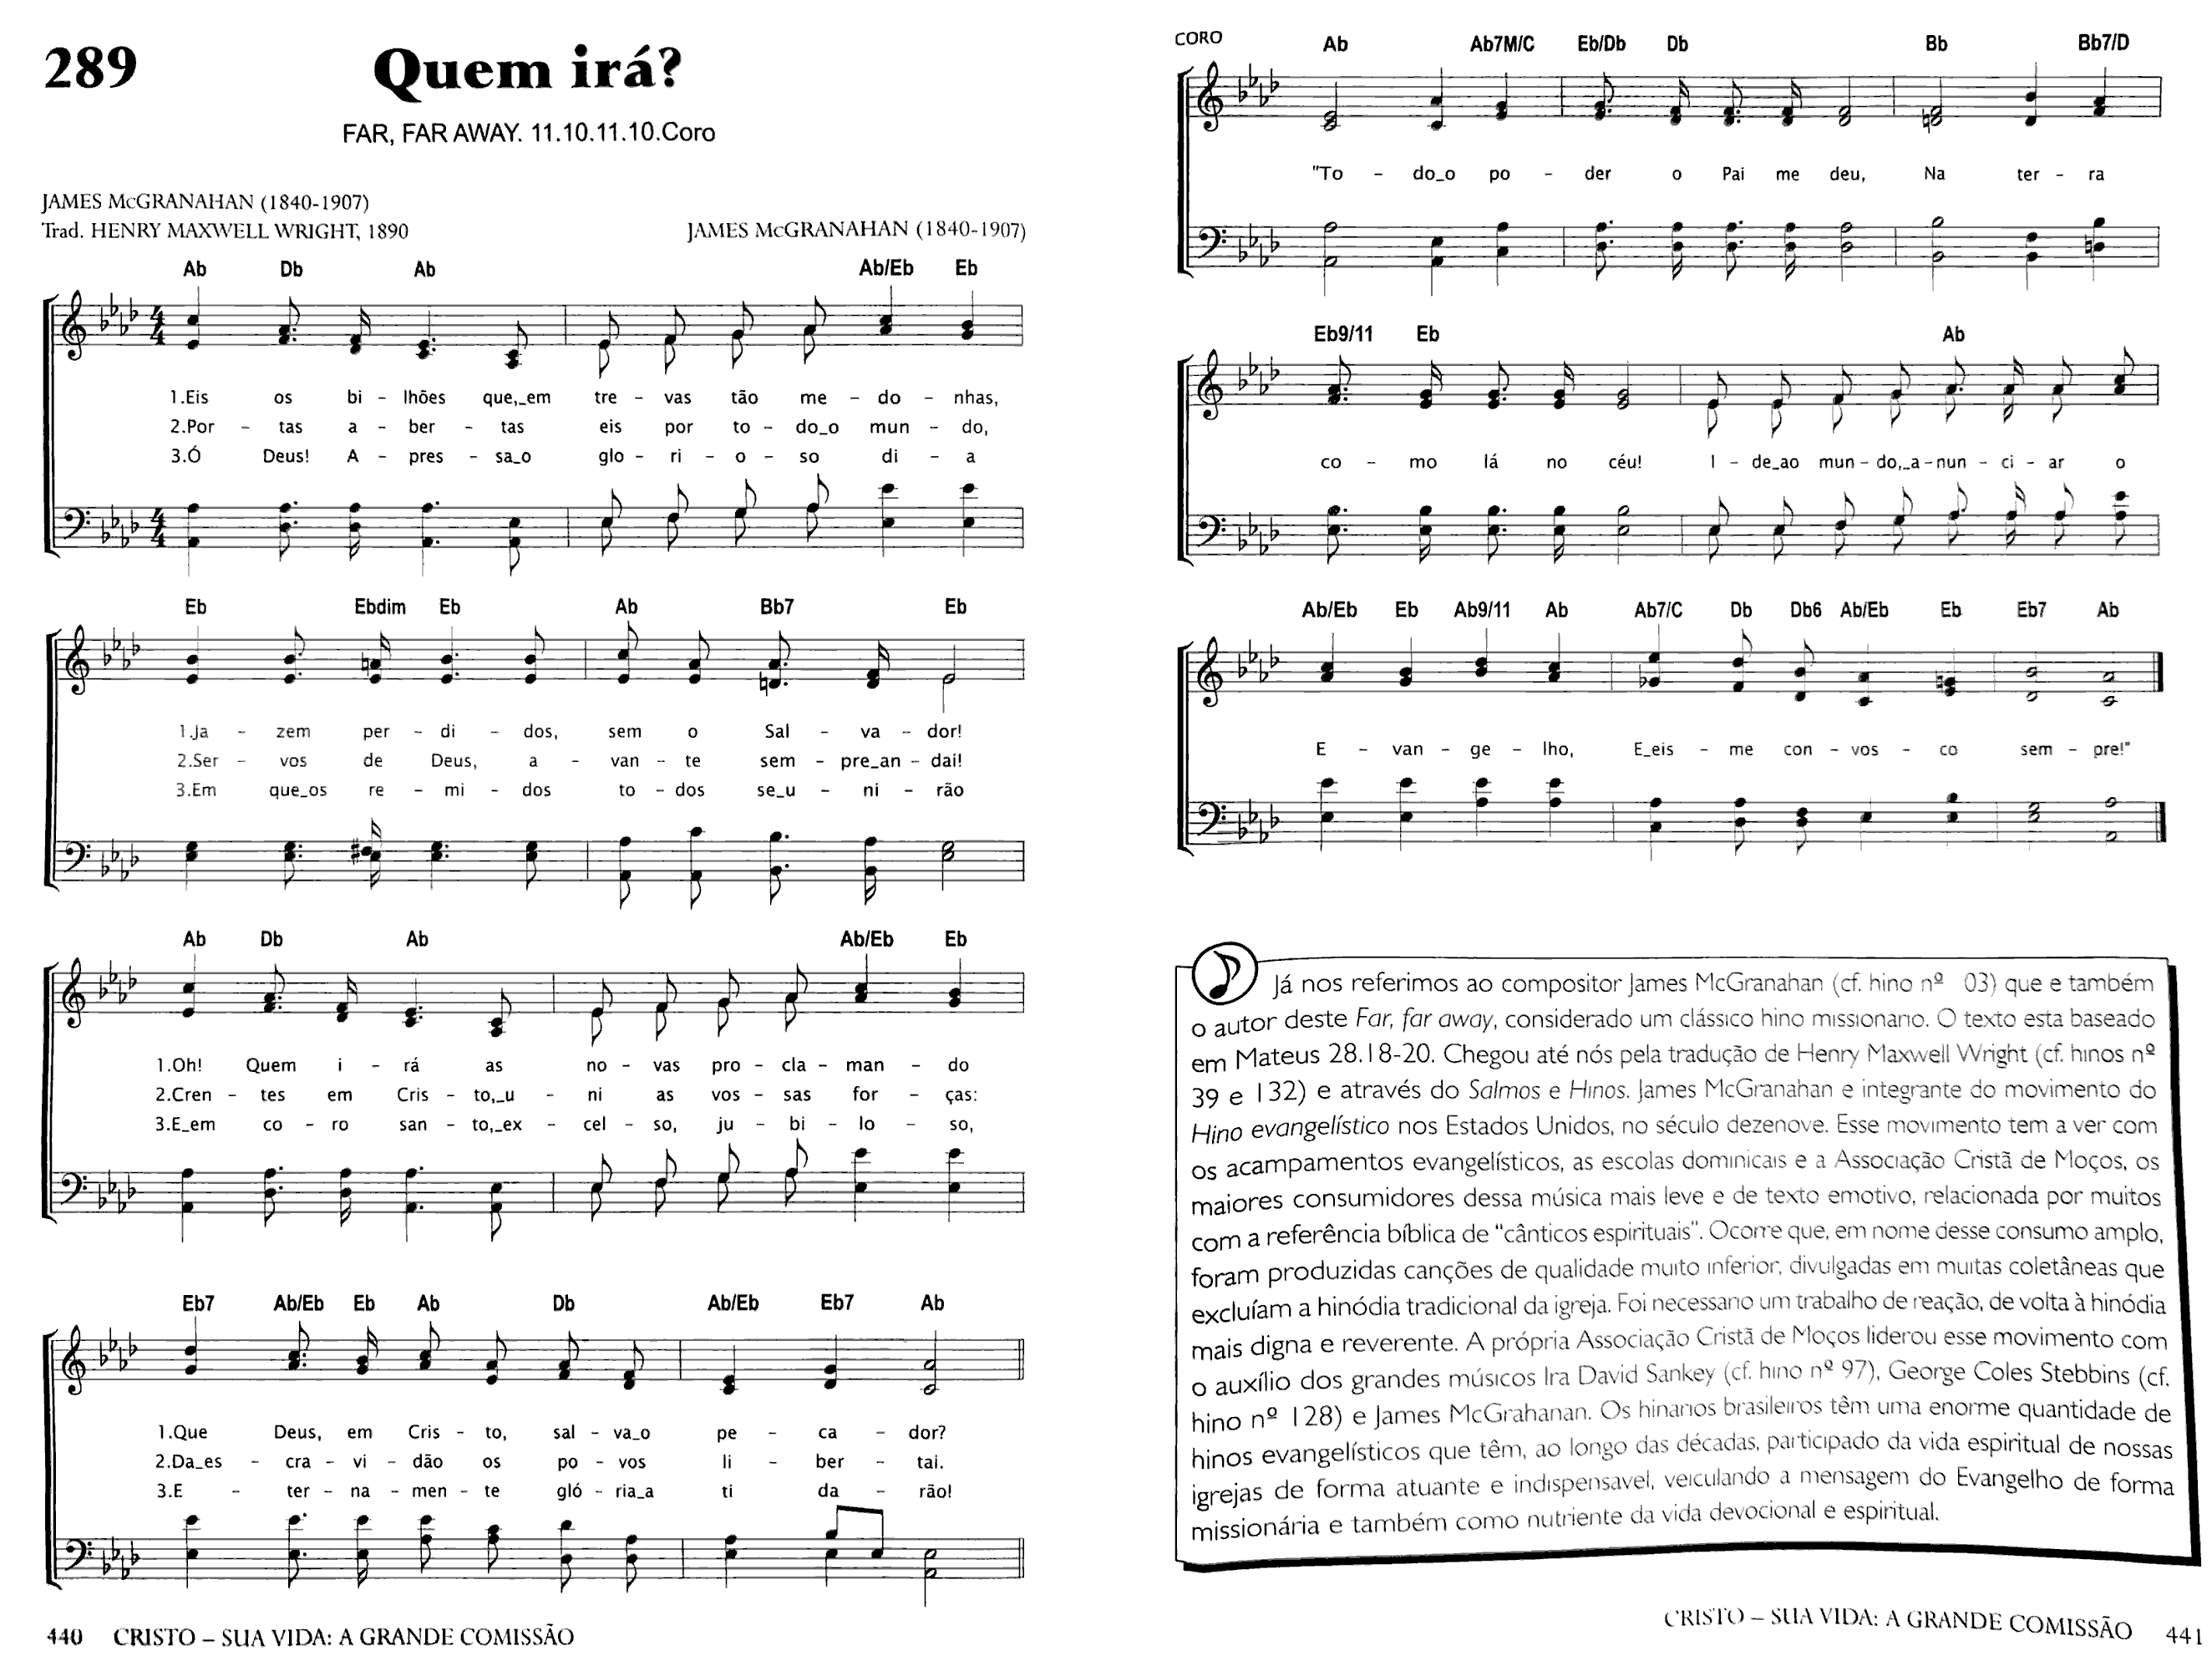 289
Quem irá?
FAR, FAR AWAY. 11.10.11.10.Coro
JAMES McGRANAHAN (1840-1907)
Trad. HENRY MAXWELL WRIGHT, 1890
JAMES McGRANAHAN (1840-1907)
Ab Db Ab Ab/Eb Eb
1.Eis os bi - lhões que,_em tre - vas tão me - do - nhas,
2.Por - tas a - ber - tas eis por to - do_o mun - do,
3.Ó Deus! A - pres - sa_o glo - ri - o - so di - a
Eb Ebdim Eb Ab Bb7 Eb
1.Ja - zem per - di - dos, sem o Sal - va - dor!
2.Ser - vos de Deus, a - van - te sem - pre_an - dai!
3.Em que_os re - mi - dos to - dos se_u - ni - rão
Ab Db Ab Ab/Eb Eb
1.Oh! Quem i - rá as no - vas pro - cla - man - do
2.Cren - tes em Cris - to,_u - ni as vos - sas for - ças:
3.E_em co - ro san - to,_ex - cel - so, ju - bi - lo - so,
Eb7 Ab/Eb Eb Ab Db Ab/Eb Eb7 Ab
1.Que Deus, em Cris - to, sal - va_o pe - ca - dor?
2.Da_es - cra - vi - dão os po - vos li - ber - tai.
3.E - ter - na - men - te gló - ria_a ti da - rão!
440 CRISTO – SUA VIDA: A GRANDE COMISSÃO
CORO
Ab Ab7M/C Eb/Db Db Bb Bb7/D
"To - do_o po - der o Pai me deu, Na ter - ra
Eb9/11 Eb Ab
co - mo lá no céu! I - de_ao mun - do,_a - nun - ci - ar o
Ab/Eb Eb Ab9/11 Ab Ab7/C Db Db6 Ab/Eb Eb Eb7 Ab
E - van - ge - lho, E_eis - me con - vos - co sem - pre!"
Já nos referimos ao compositor James McGranahan (cf. hino nº 03) que e também
o autor deste Far, far away, considerado um clássico hino missionario. O texto esta baseado
em Mateus 28.18-20. Chegou até nós pela tradução de Henry Maxwell Wright (cf. hinos nº
39 e 132) e através do Salmos e Hinos. James McGranahan e integrante do movimento do
Hino evangelístico nos Estados Unidos, no século dezenove. Esse movimento tem a ver com
os acampamentos evangelísticos, as escolas dominicais e a Associação Cristã de Moços, os
maiores consumidores dessa música mais leve e de texto emotivo, relacionada por muitos
com a referência bíblica de "cânticos espirituais". Ocorre que, em nome desse consumo amplo,
foram produzidas canções de qualidade muito inferior, divulgadas em muitas coletâneas que
excluíam a hinódia tradicional da igreja. Foi necessano um trabalho de reação, de volta à hinódia
mais digna e reverente. A própria Associação Cristã de Moços liderou esse movimento com
o auxílio dos grandes músicos Ira David Sankey (cf. hino nº 97), George Coles Stebbins (cf.
hino nº 128) e James McGrahanan. Os hinarios brasileiros têm uma enorme quantidade de
hinos evangelísticos que têm, ao longo das décadas, participado da vida espiritual de nossas
igrejas de forma atuante e indispensavel, veiculando a mensagem do Evangelho de forma
missionária e também como nutriente da vida devocional e espiritual.
CRISTO – SUA VIDA: A GRANDE COMISSÃO 441